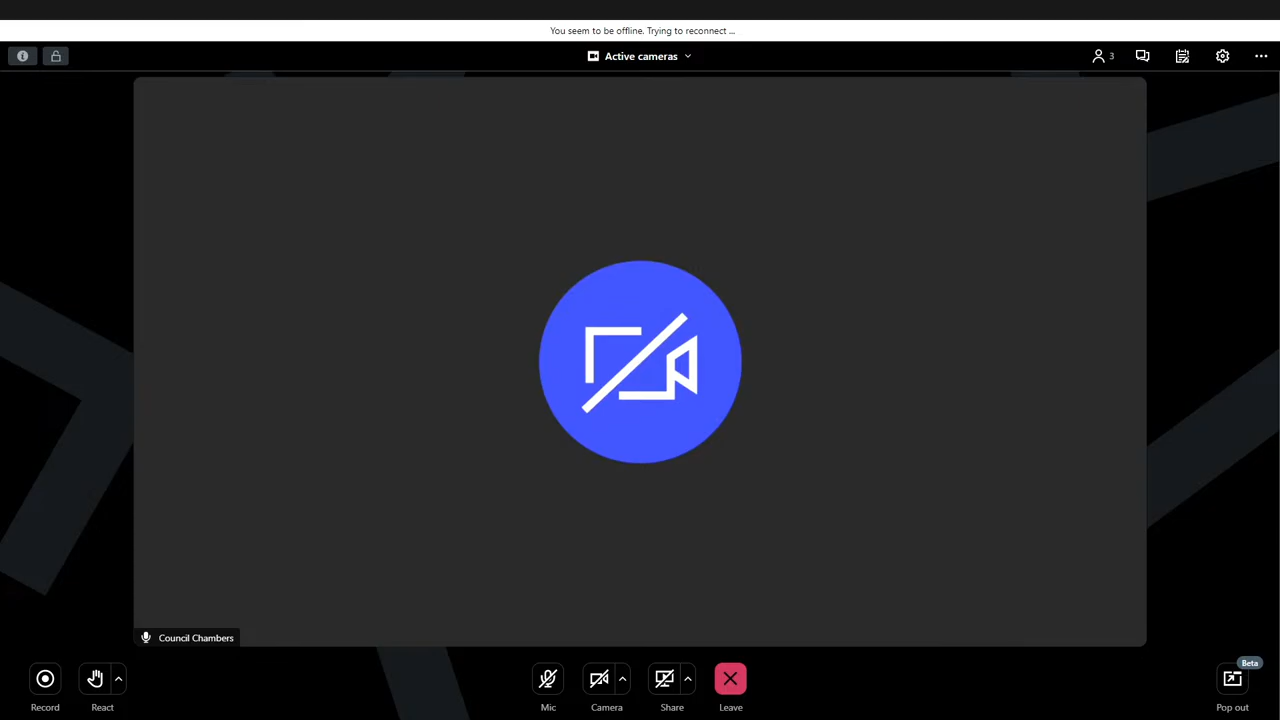 You seem to be offline. Trying to reconnect ...
Active cameras
3
Council Chambers
Record
React
Mic
Camera
Share
Leave
Beta
Pop out